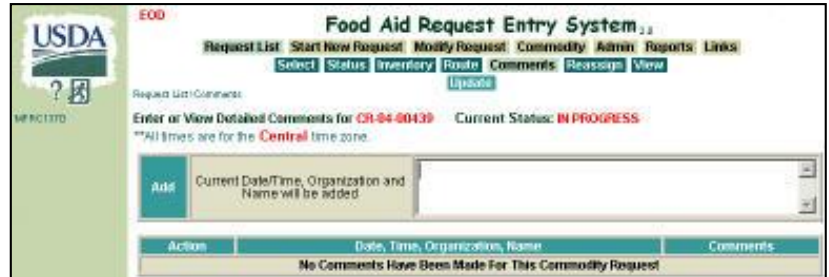 EOD
USDA
Food Aid Request Entry System
Request List Start New Request Modify Request Commodity Admin Reports Links
Select Status Inventory Route Comments Reassign View
Update
?
Request List\Comments
Enter or View Detailed Comments for CR-04-00439 Current Status: IN PROGRESS
**All times are for the Central time zone.
Add
Current Date/Time, Organization and
Name will be added
Action Date, Time, Organization, Name Comments
No Comments Have Been Made For This Commodity Request